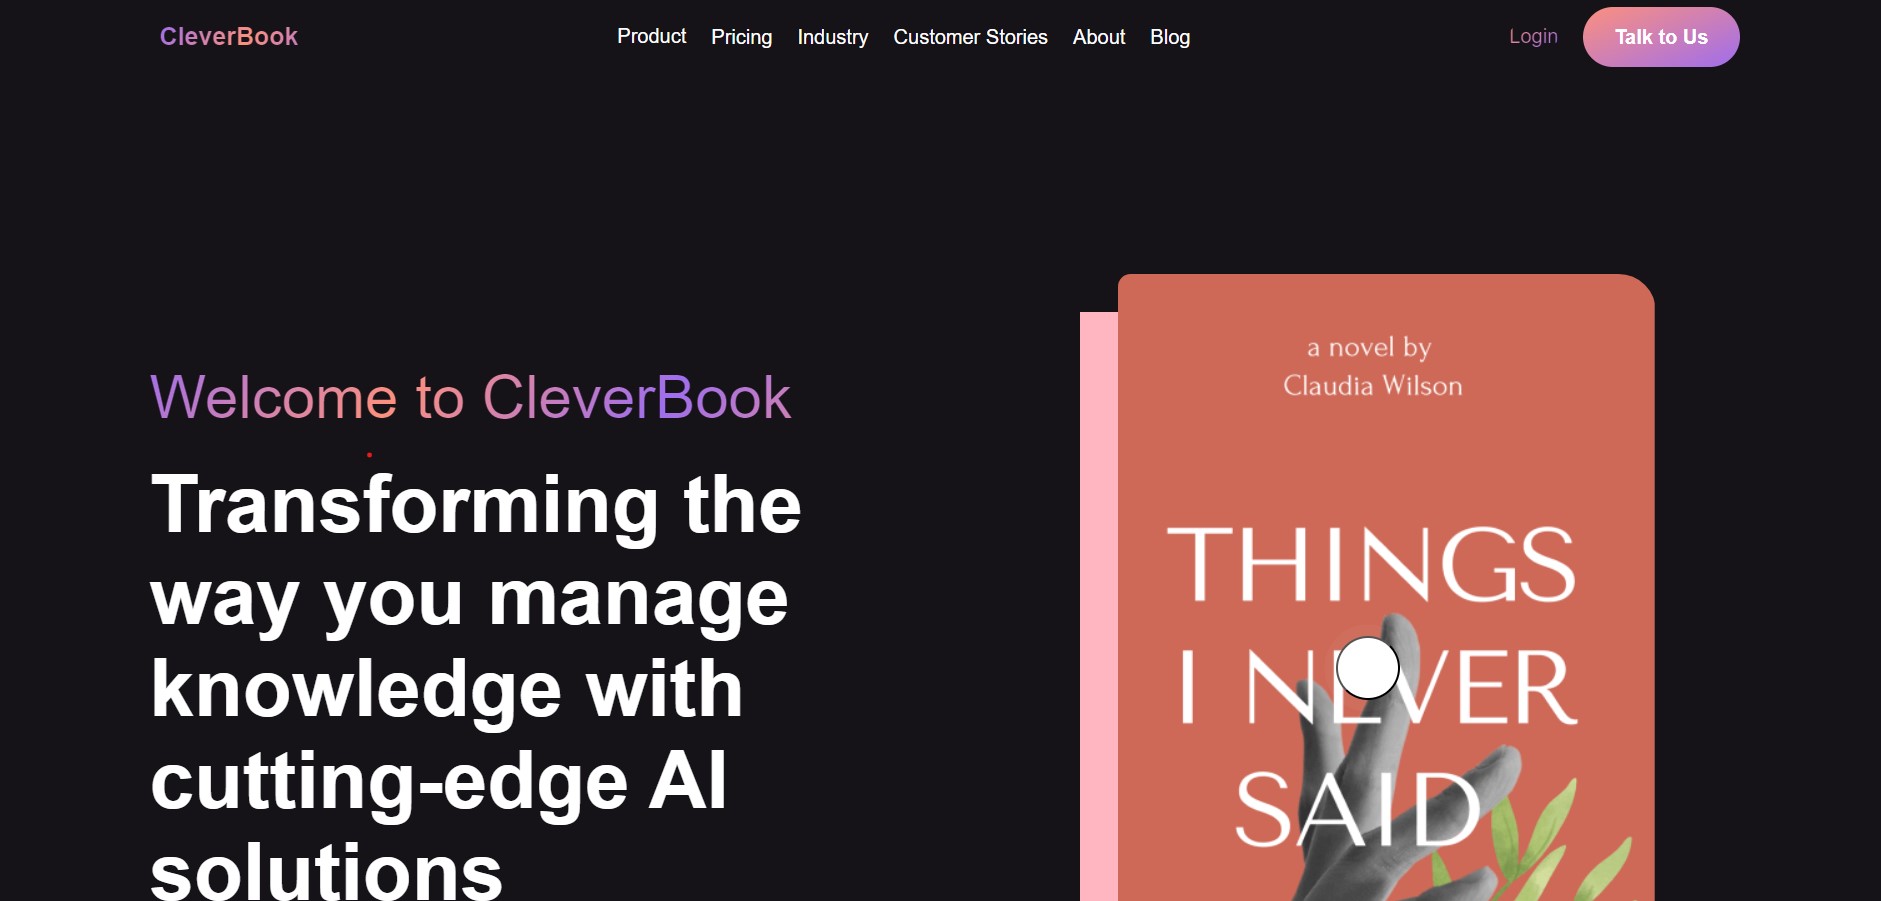 CleverBook
Product Pricing Industry Customer Stories About Blog
Login
Talk to Us
Welcome to CleverBook
Transforming the
way you manage
knowledge with
cutting-edge AI
solutions
a novel by
Claudia Wilson
THINGS
I NEVER
SAID